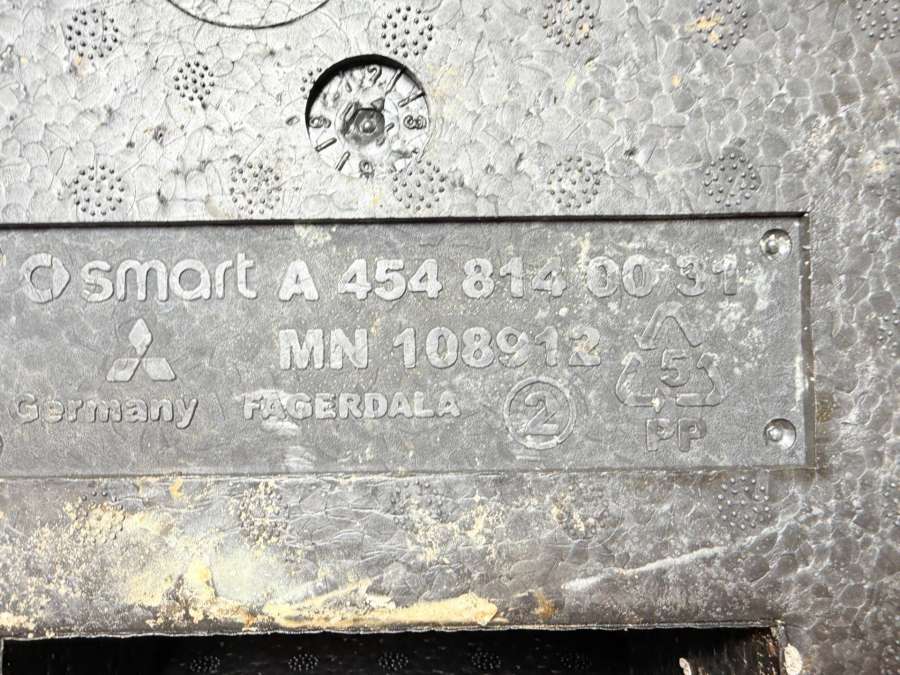 smart A 454 814 00 31
MN 108912
Germany FAGERDALA 2
5
PP